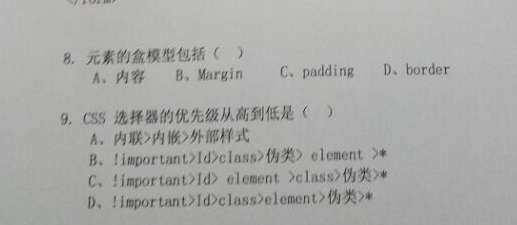 8. 元素的盒模型包括（ ）
A、内容 B、Margin C、padding D、border
9. CSS 选择器的优先级从高到低是（ ）
A、内联>内嵌>外部样式
B、!important>Id>class>伪类> element >*
C、!important>Id> element >class>伪类>*
D、!important>Id>class>element>伪类>*